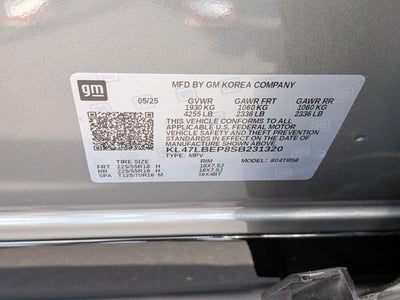 gm
MFD BY GM KOREA COMPANY
05/25 GVWR GAWR FRT GAWR RR
1930 KG 1060 KG 1060 KG
4255 LB 2336 LB 2336 LB
THIS VEHICLE CONFORMS TO ALL
APPLICABLE U.S. FEDERAL MOTOR
VEHICLE SAFETY AND THEFT
PREVENTION STANDARDS IN EFFECT ON
THE DATE OF MANUFACTURE SHOWN ABOVE.
KL47LBEP8SB231320
TYPE: MPV MODEL: #04TR58
TIRE SIZE RIM
FRT 225/55R18 H 18X7.5J
RR 225/55R18 H 18X7.5J
SPA T125/70R16 M 16X4BT